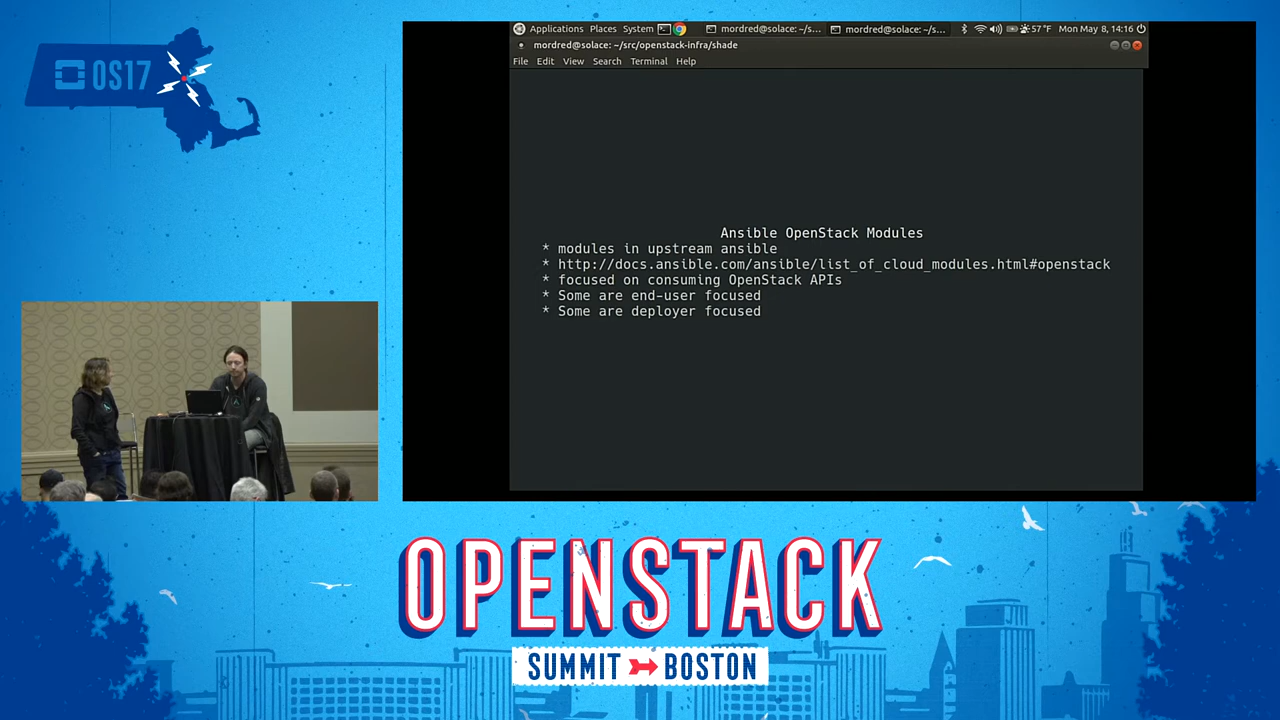 OS17
Applications Places System mordred@solace: ~/s... mordred@solace: ~/s... 57 °F Mon May 8, 14:16
mordred@solace: ~/src/openstack-infra/shade
File Edit View Search Terminal Help
Ansible OpenStack Modules
* modules in upstream ansible
* http://docs.ansible.com/ansible/list_of_cloud_modules.html#openstack
* focused on consuming OpenStack APIs
* Some are end-user focused
* Some are deployer focused
OPENSTACK
SUMMIT BOSTON